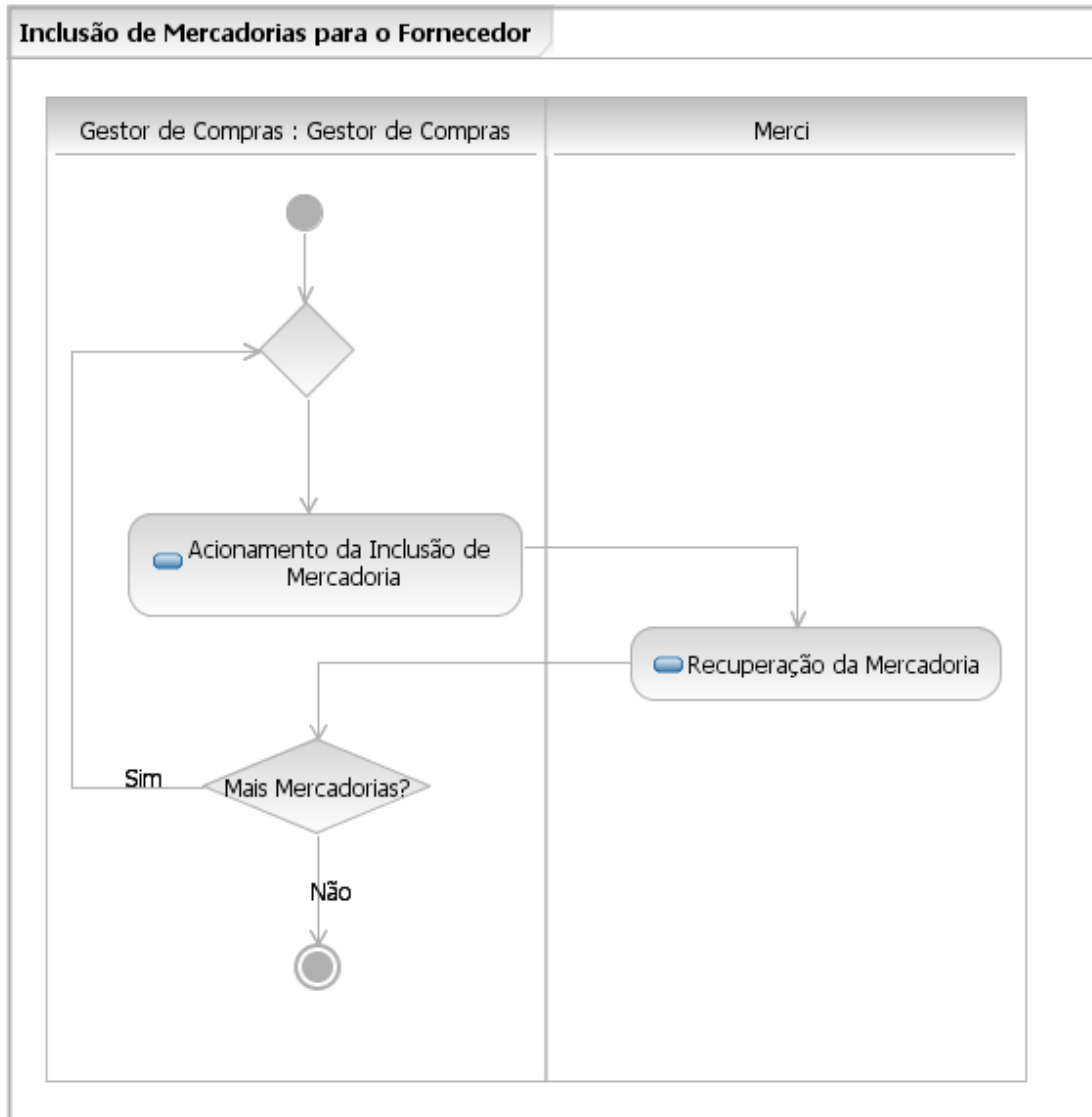 Inclusão de Mercadorias para o Fornecedor
Gestor de Compras : Gestor de Compras
Merci
Acionamento da Inclusão de
Mercadoria
Recuperação da Mercadoria
Mais Mercadorias?
Sim
Não